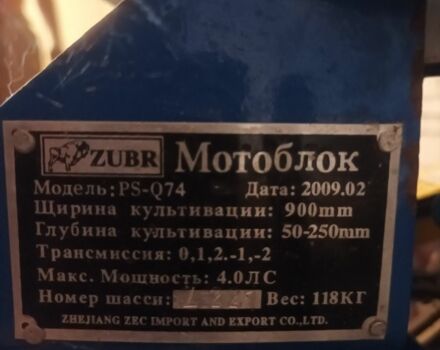 ZUBR Мотоблок
Модель: PS-Q74 Дата: 2009.02
Щирина культивации: 900mm
Глубина культивации: 50-250mm
Трансмиссия: 0,1,2.-1,-2
Макс. Мощность: 4.0ЛС
Номер шасси: Вес: 118КГ
ZHEJIANG ZEC IMPORT AND EXPORT CO.,LTD.